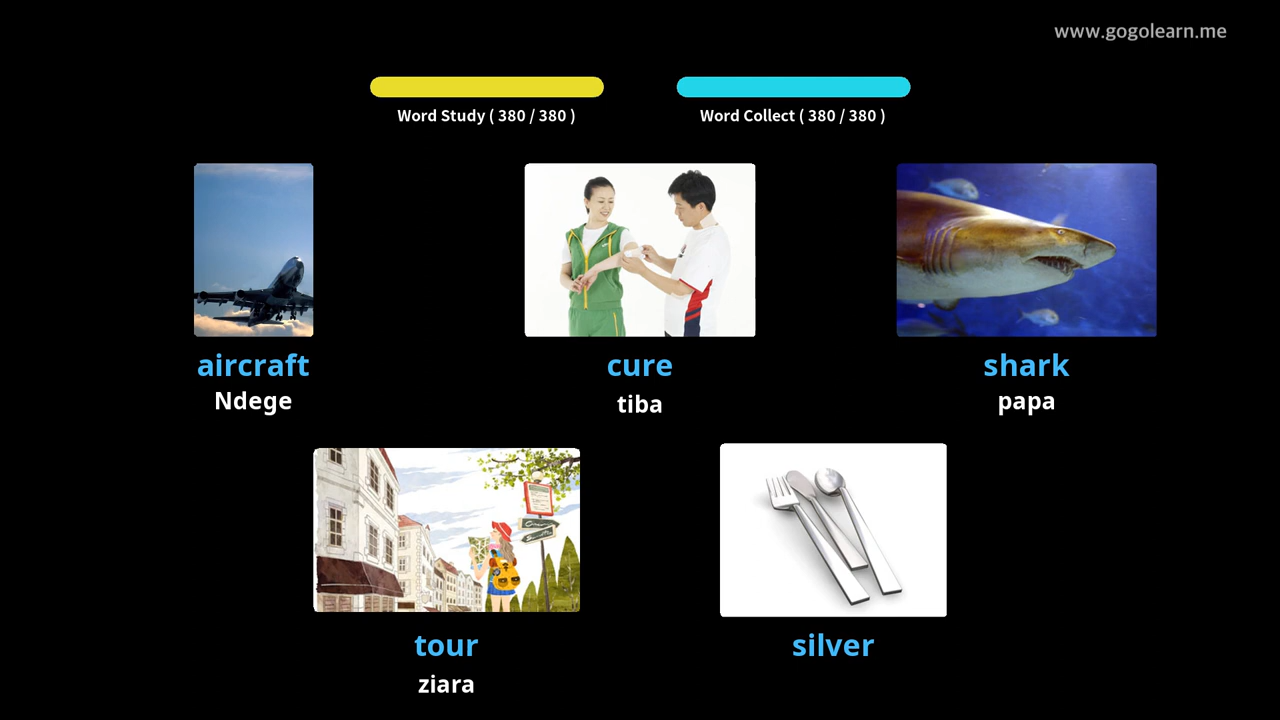 www.gogolearn.me
Word Study ( 380 / 380 )
Word Collect ( 380 / 380 )
aircraft
Ndege
cure
tiba
shark
papa
tour
ziara
silver